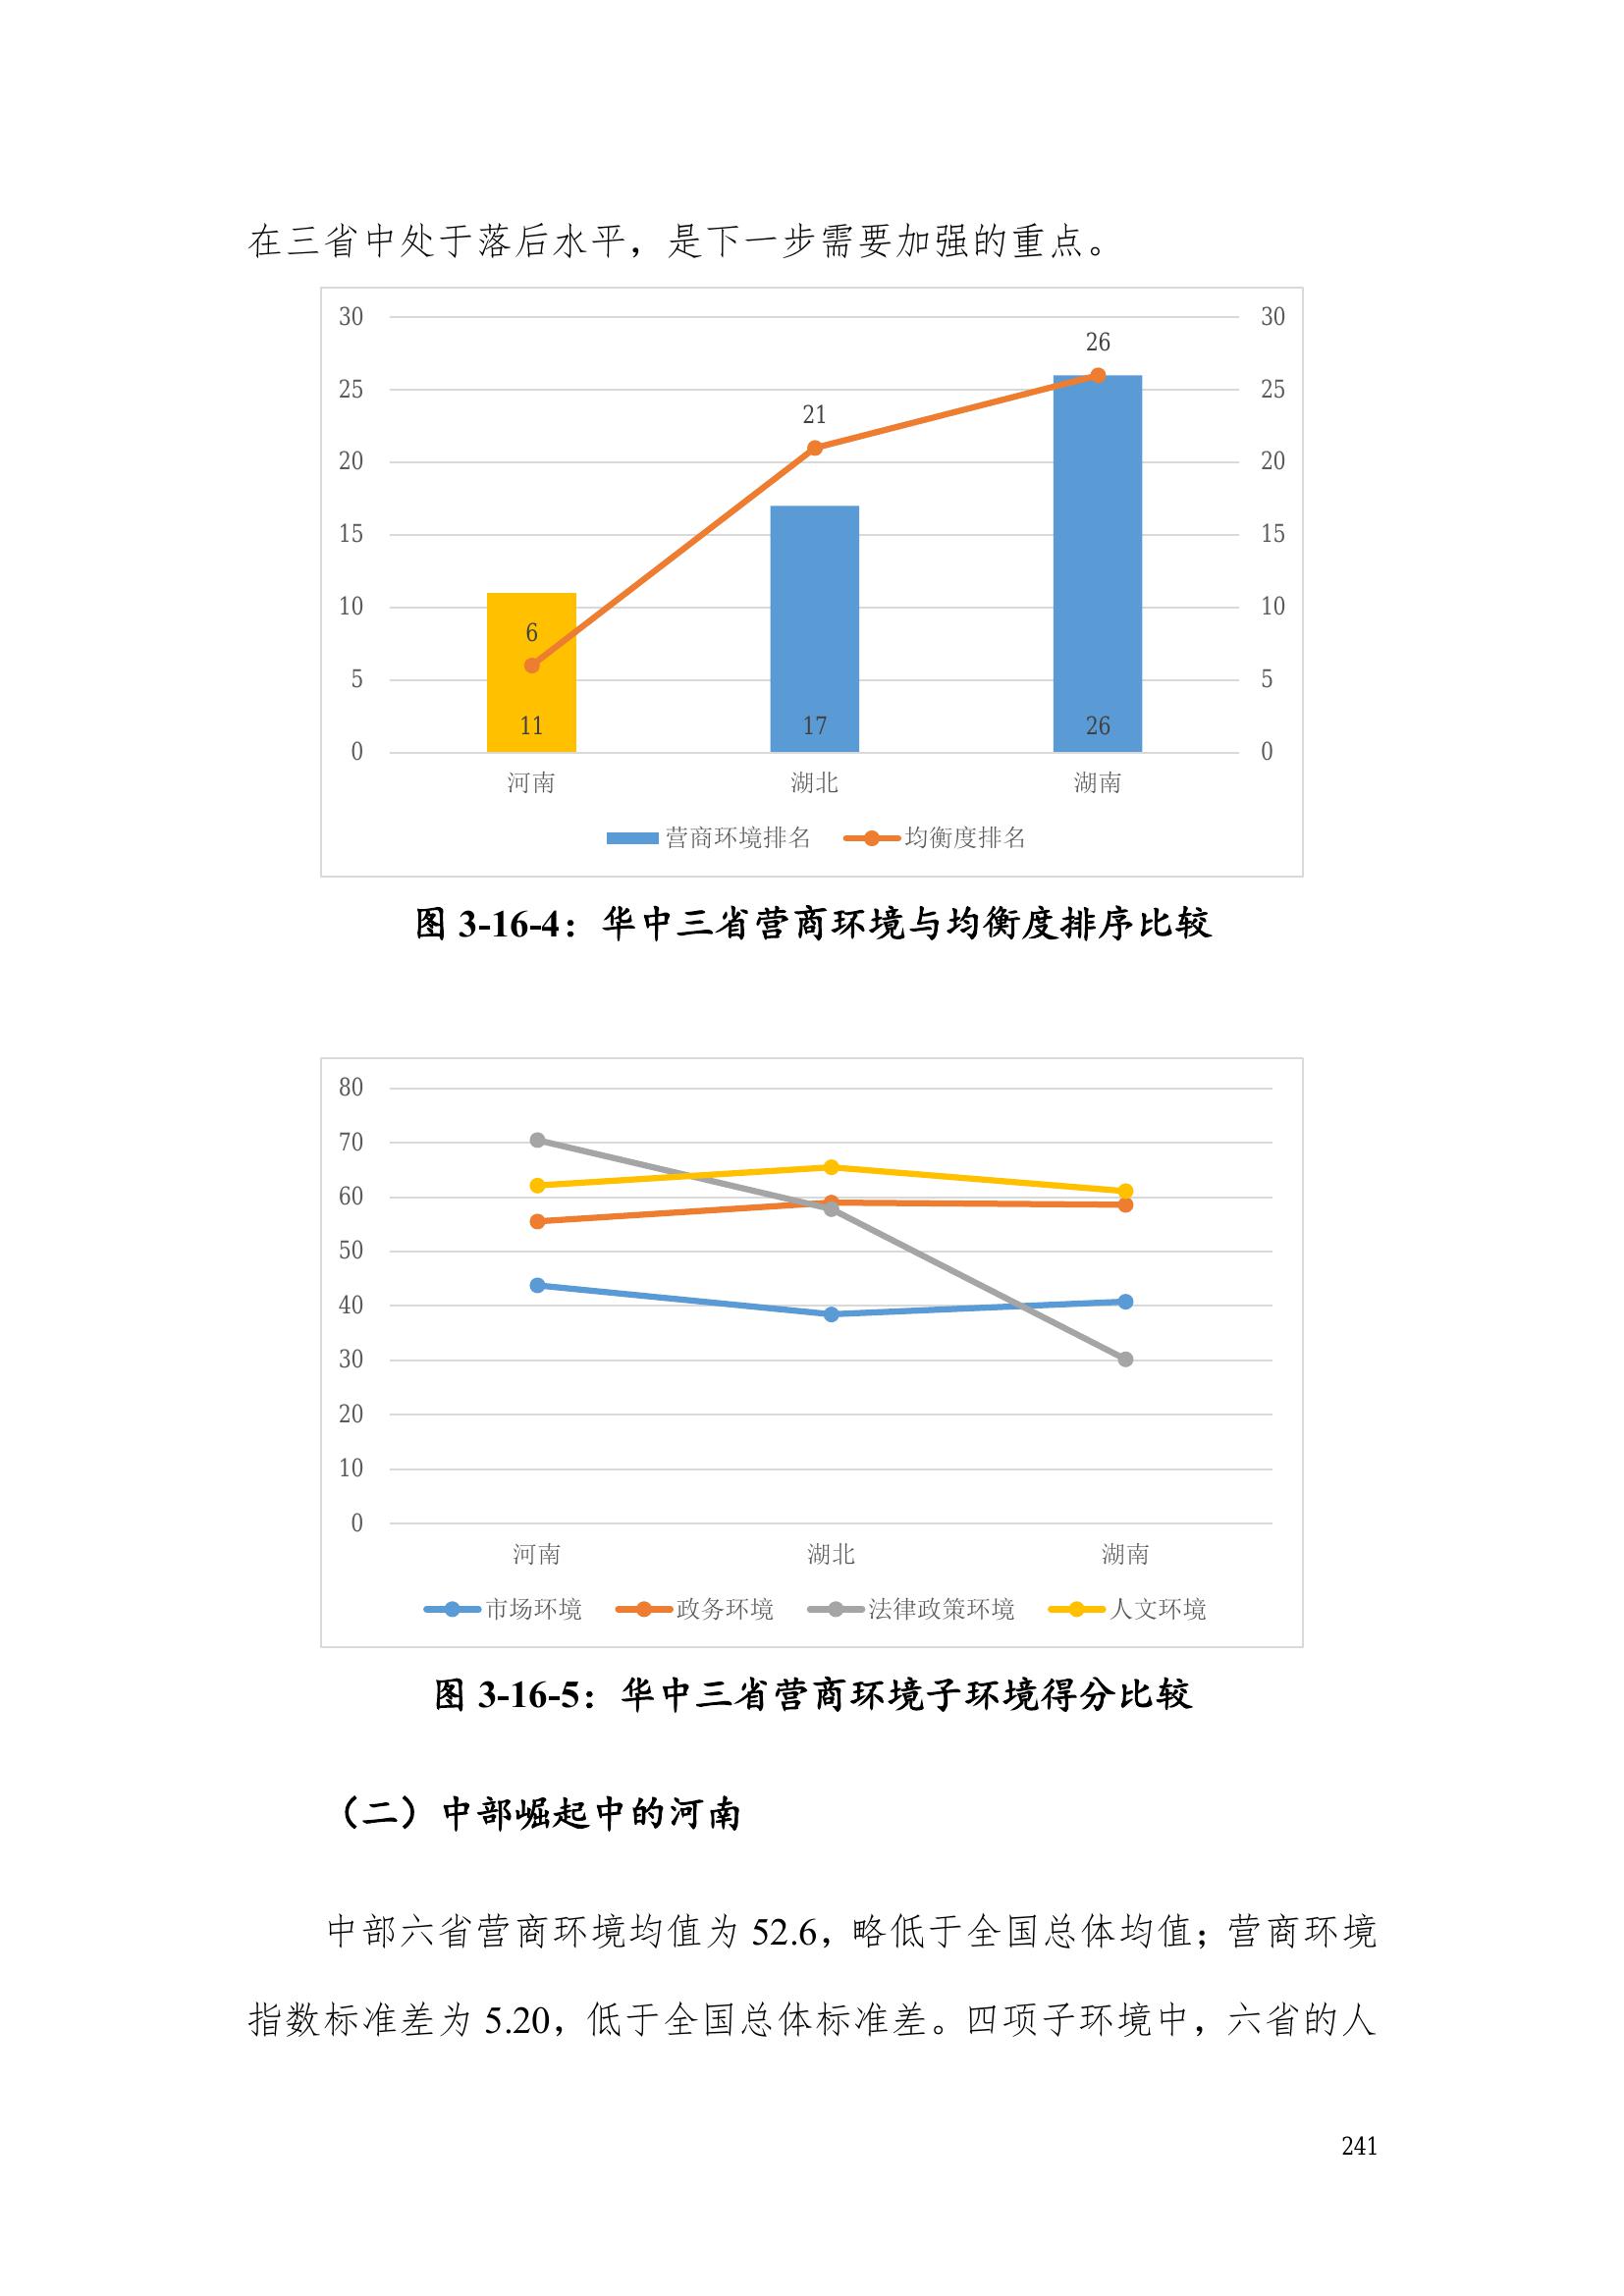 在三省中处于落后水平，是下一步需要加强的重点。
30 30
26
25 25
21
20 20
15 15
10 10
6
5 5
11 17 26
0 0
河南 湖北 湖南
营商环境排名 均衡度排名
图 3-16-4：华中三省营商环境与均衡度排序比较
80
70
60
50
40
30
20
10
0
河南 湖北 湖南
市场环境 政务环境 法律政策环境 人文环境
图 3-16-5：华中三省营商环境子环境得分比较
（二）中部崛起中的河南
中部六省营商环境均值为 52.6，略低于全国总体均值；营商环境
指数标准差为 5.20，低于全国总体标准差。四项子环境中，六省的人
241